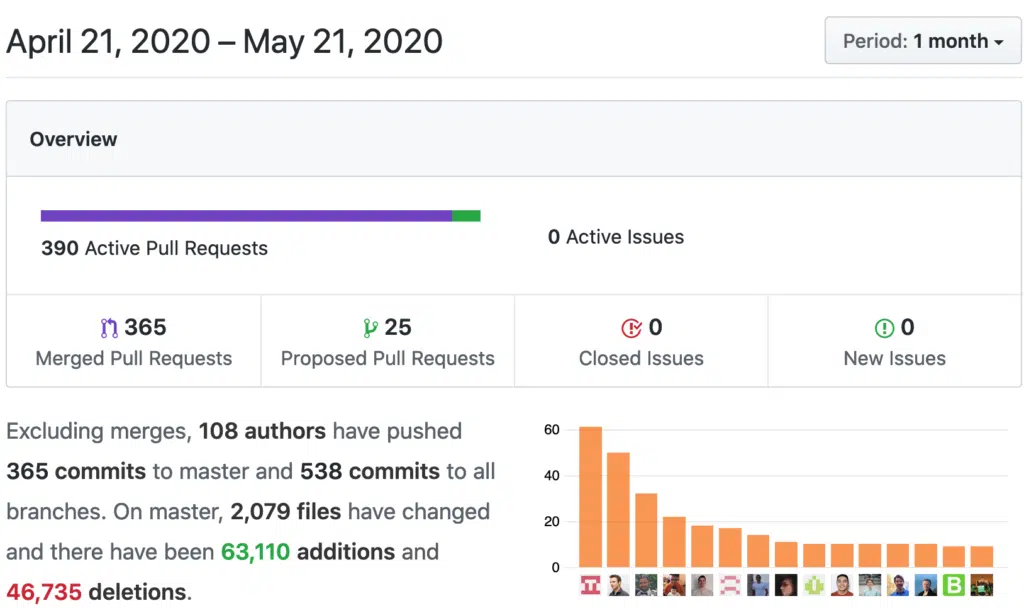 April 21, 2020 – May 21, 2020
Period: 1 month
Overview
390 Active Pull Requests
0 Active Issues
365
Merged Pull Requests
25
Proposed Pull Requests
0
Closed Issues
0
New Issues
Excluding merges, 108 authors have pushed
365 commits to master and 538 commits to all
branches. On master, 2,079 files have changed
and there have been 63,110 additions and
46,735 deletions.
60
40
20
0
B